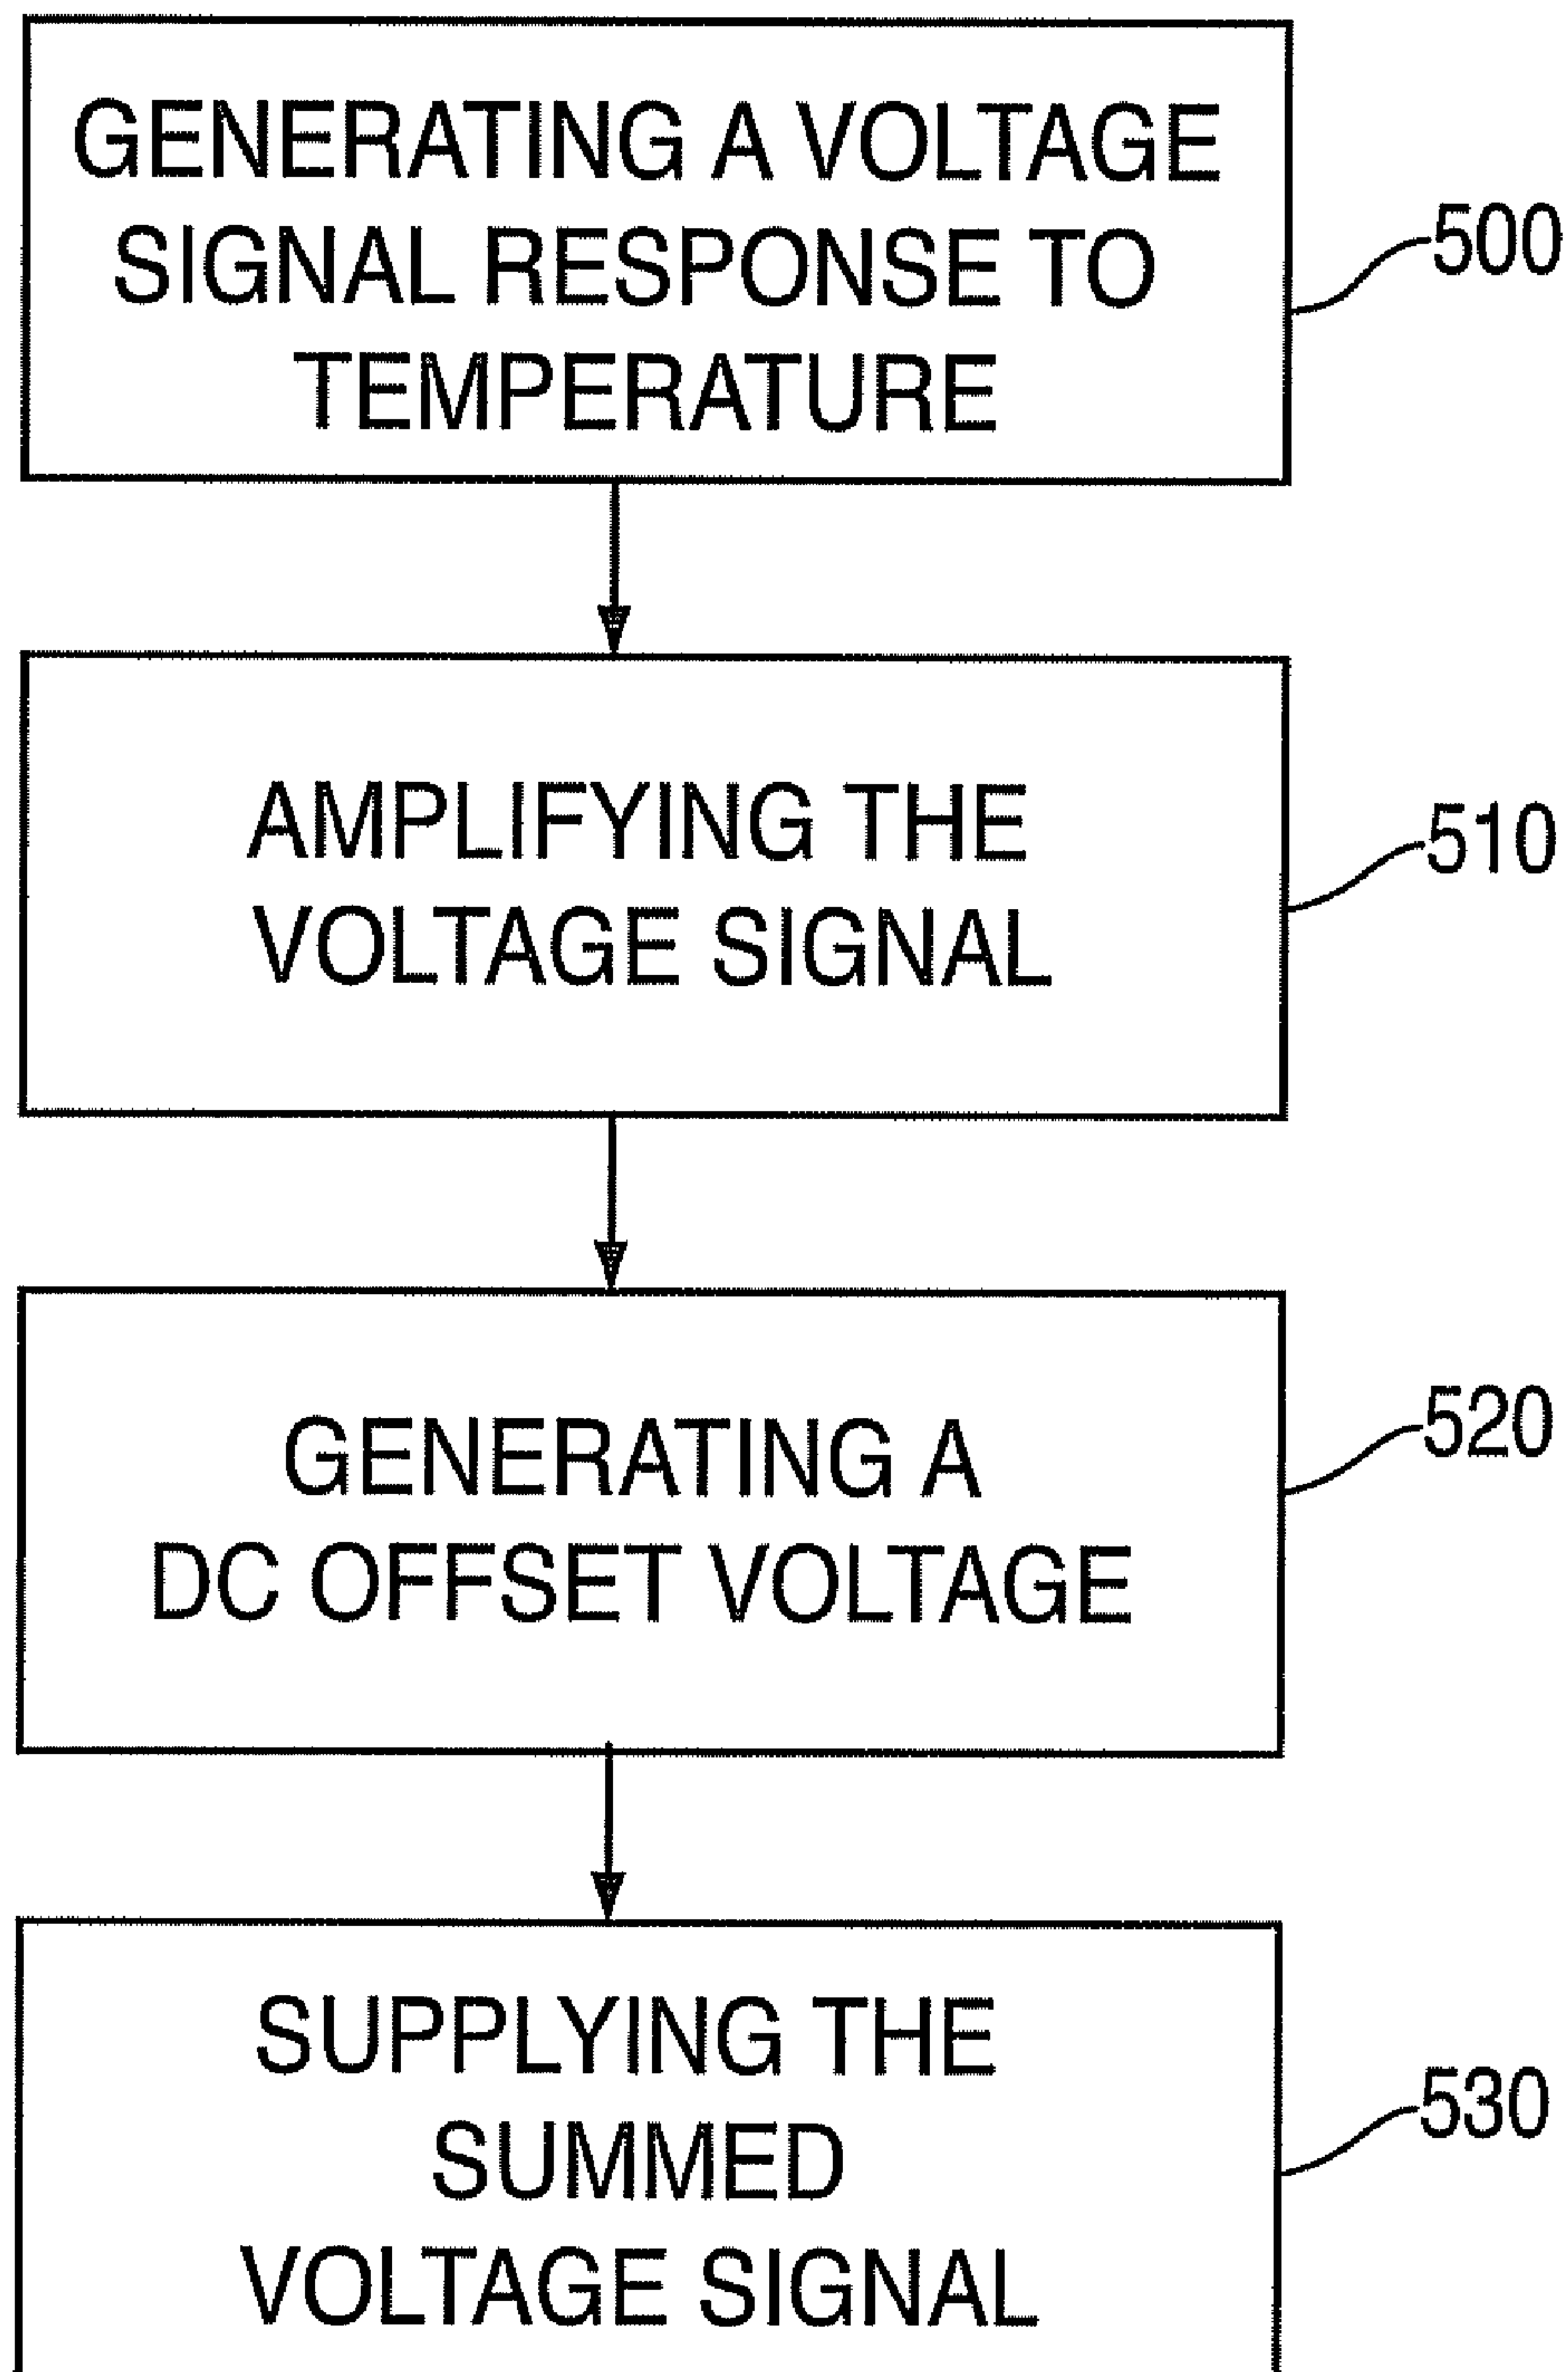 GENERATING A VOLTAGE
SIGNAL RESPONSE TO
TEMPERATURE
500
AMPLIFYING THE
VOLTAGE SIGNAL
510
GENERATING A
DC OFFSET VOLTAGE
520
SUPPLYING THE
SUMMED
VOLTAGE SIGNAL
530